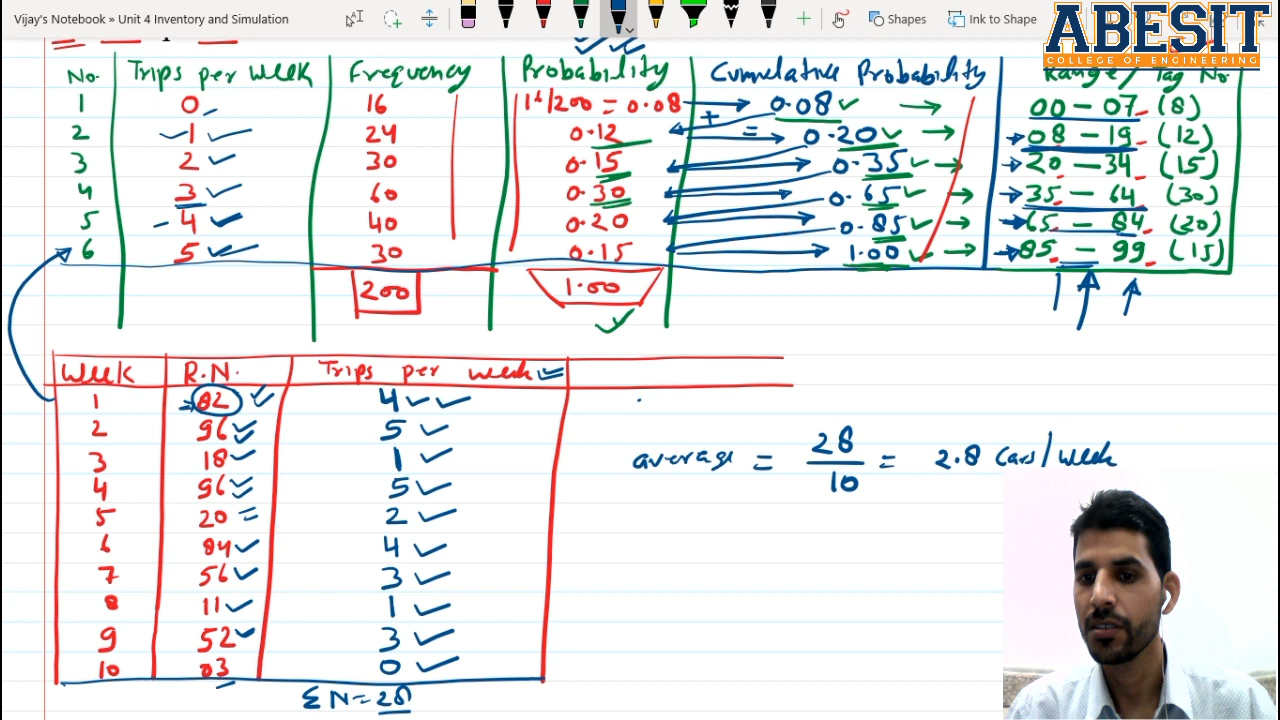 Vijay's Notebook » Unit 4 Inventory and Simulation
Shapes
Ink to Shape
ABESIT
COLLEGE OF ENGINEERING
No. Trips per week Frequency Probability Cumulative Probability Range/ Tag No
1 0 16 16/200 = 0.08 0.08 00 - 07 (8)
2 1 24 0.12 + = 0.20 08 - 19 (12)
3 2 30 0.15 0.35 20 - 34 (15)
4 3 60 0.30 0.65 35 - 64 (30)
5 4 40 0.20 0.85 65 - 84 (20)
6 5 30 0.15 1.00 85 - 99 (15)
200 1.00
Week R.N. Trips per week
1 82 4
2 96 5
3 18 1
4 96 5
5 20 2
6 84 4
7 56 3
8 11 1
9 52 3
10 03 0
Σ N = 28
average = 28/10 = 2.8 Cars/week